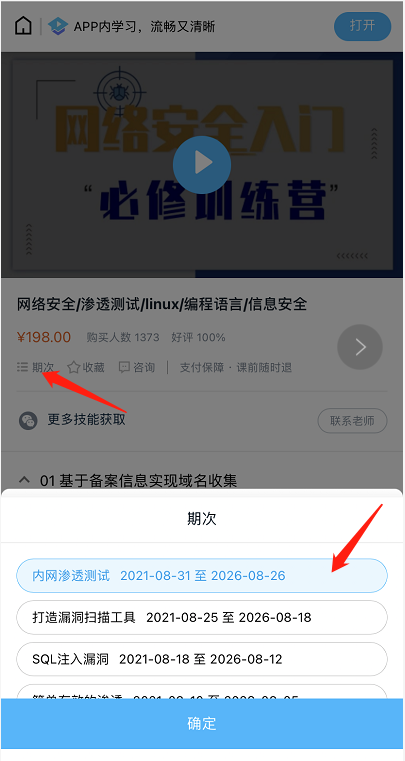 APP内学习，流畅又清晰
打开
网络安全入门
“必修训练营”
网络安全/渗透测试/linux/编程语言/信息安全
¥198.00 购买人数 1373 好评 100%
期次 收藏 咨询 支付保障 · 课前随时退
更多技能获取 联系老师
01 基于备案信息实现域名收集
期次
内网渗透测试 2021-08-31 至 2026-08-26
打造漏洞扫描工具 2021-08-25 至 2026-08-18
SQL注入漏洞 2021-08-18 至 2026-08-12
确定